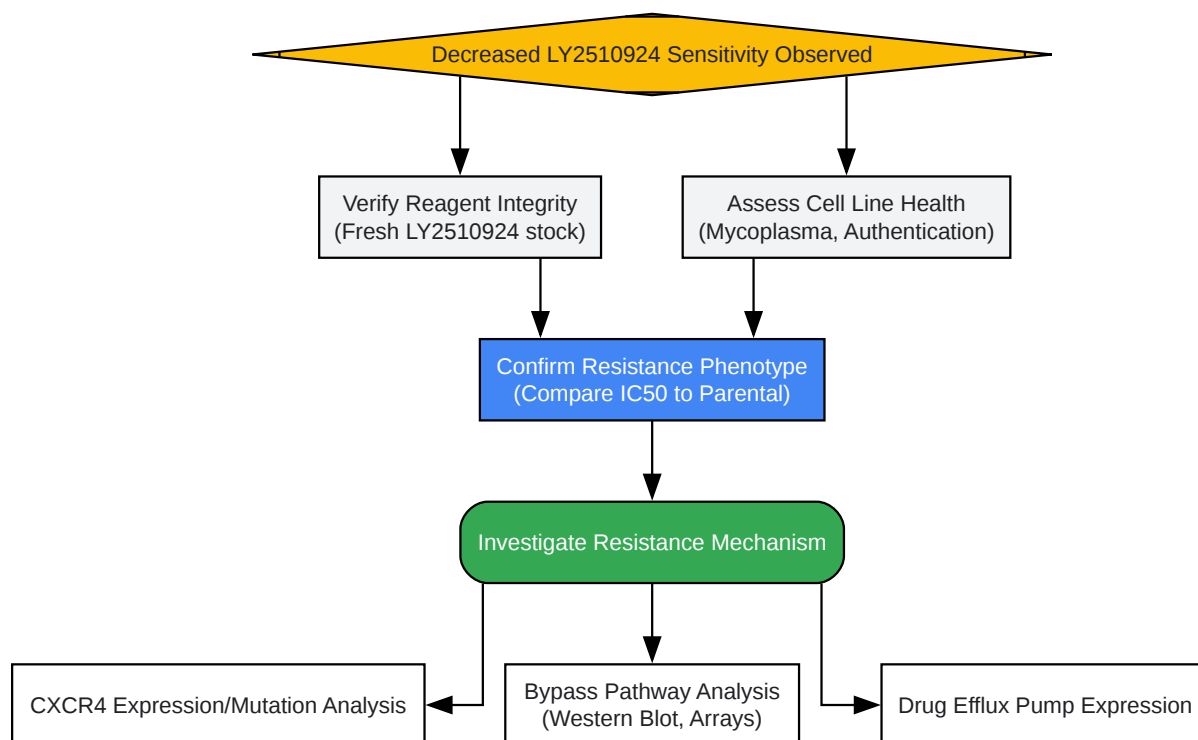 Decreased LY2510924 Sensitivity Observed
Verify Reagent Integrity
(Fresh LY2510924 stock)
Assess Cell Line Health
(Mycoplasma, Authentication)
Confirm Resistance Phenotype
(Compare IC50 to Parental)
Investigate Resistance Mechanism
CXCR4 Expression/Mutation Analysis
Bypass Pathway Analysis
(Western Blot, Arrays)
Drug Efflux Pump Expression